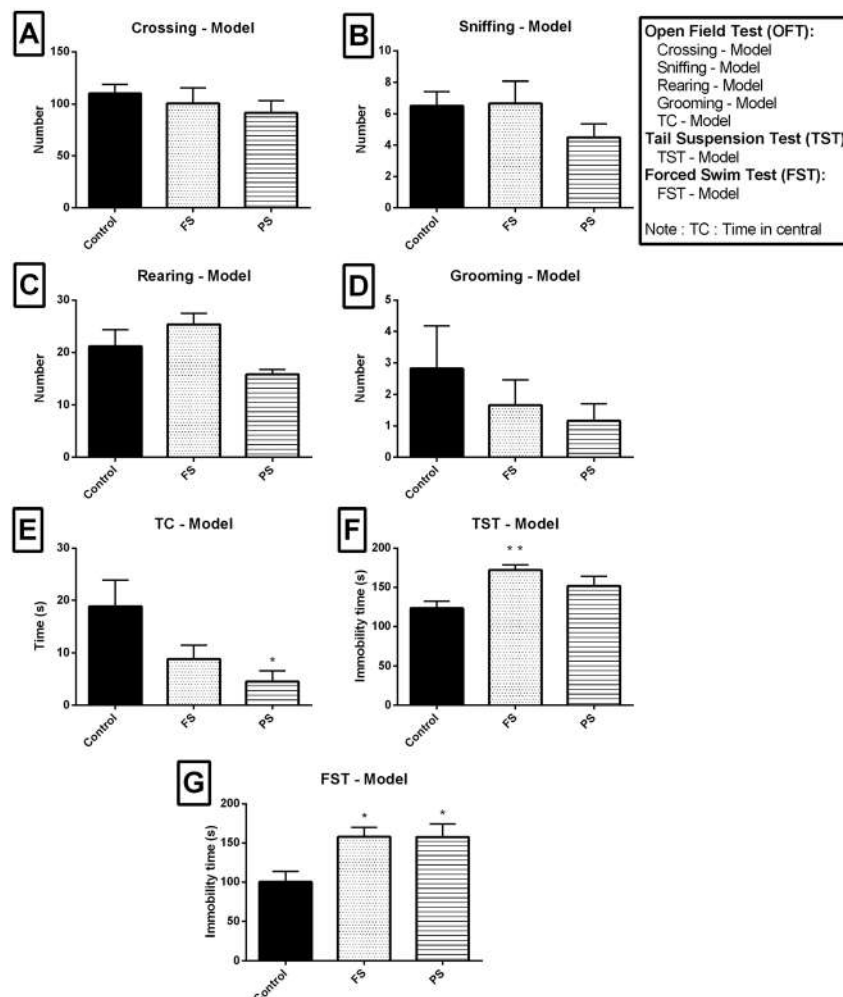 A
Crossing - Model
Number
150
100
50
0
Control
FS
PS
B
Sniffing - Model
Number
8
6
4
2
0
Control
FS
PS
Open Field Test (OFT):
Crossing - Model
Sniffing - Model
Rearing - Model
Grooming - Model
TC - Model
Tail Suspension Test (TST)
TST - Model
Forced Swim Test (FST):
FST - Model
Note : TC : Time in central
C
Rearing - Model
Number
30
20
10
0
Control
FS
PS
D
Grooming - Model
Number
5
4
3
2
1
0
Control
FS
PS
E
TC - Model
Time (s)
30
20
10
0
*
Control
FS
PS
F
TST - Model
Immobility time (s)
200
150
100
50
0
* *
Control
FS
PS
G
FST - Model
Immobility time (s)
200
150
100
50
0
*
*
Control
FS
PS